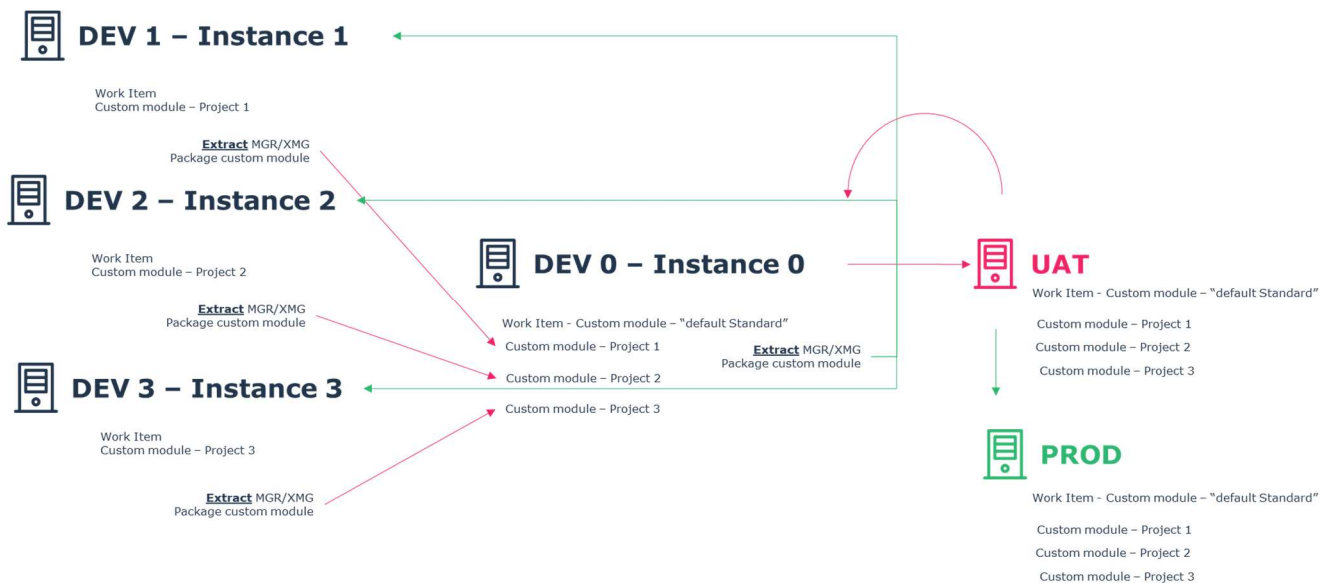 DEV 1 – Instance 1
Work Item
Custom module – Project 1
Extract MGR/XMG
Package custom module
DEV 2 – Instance 2
Work Item
Custom module – Project 2
Extract MGR/XMG
Package custom module
DEV 3 – Instance 3
Work Item
Custom module – Project 3
Extract MGR/XMG
Package custom module
DEV 0 – Instance 0
Work Item - Custom module – “default Standard”
Custom module – Project 1
Custom module – Project 2
Custom module – Project 3
Extract MGR/XMG
Package custom module
UAT
Work Item - Custom module – “default Standard”
Custom module – Project 1
Custom module – Project 2
Custom module – Project 3
PROD
Work Item - Custom module – “default Standard”
Custom module – Project 1
Custom module – Project 2
Custom module – Project 3